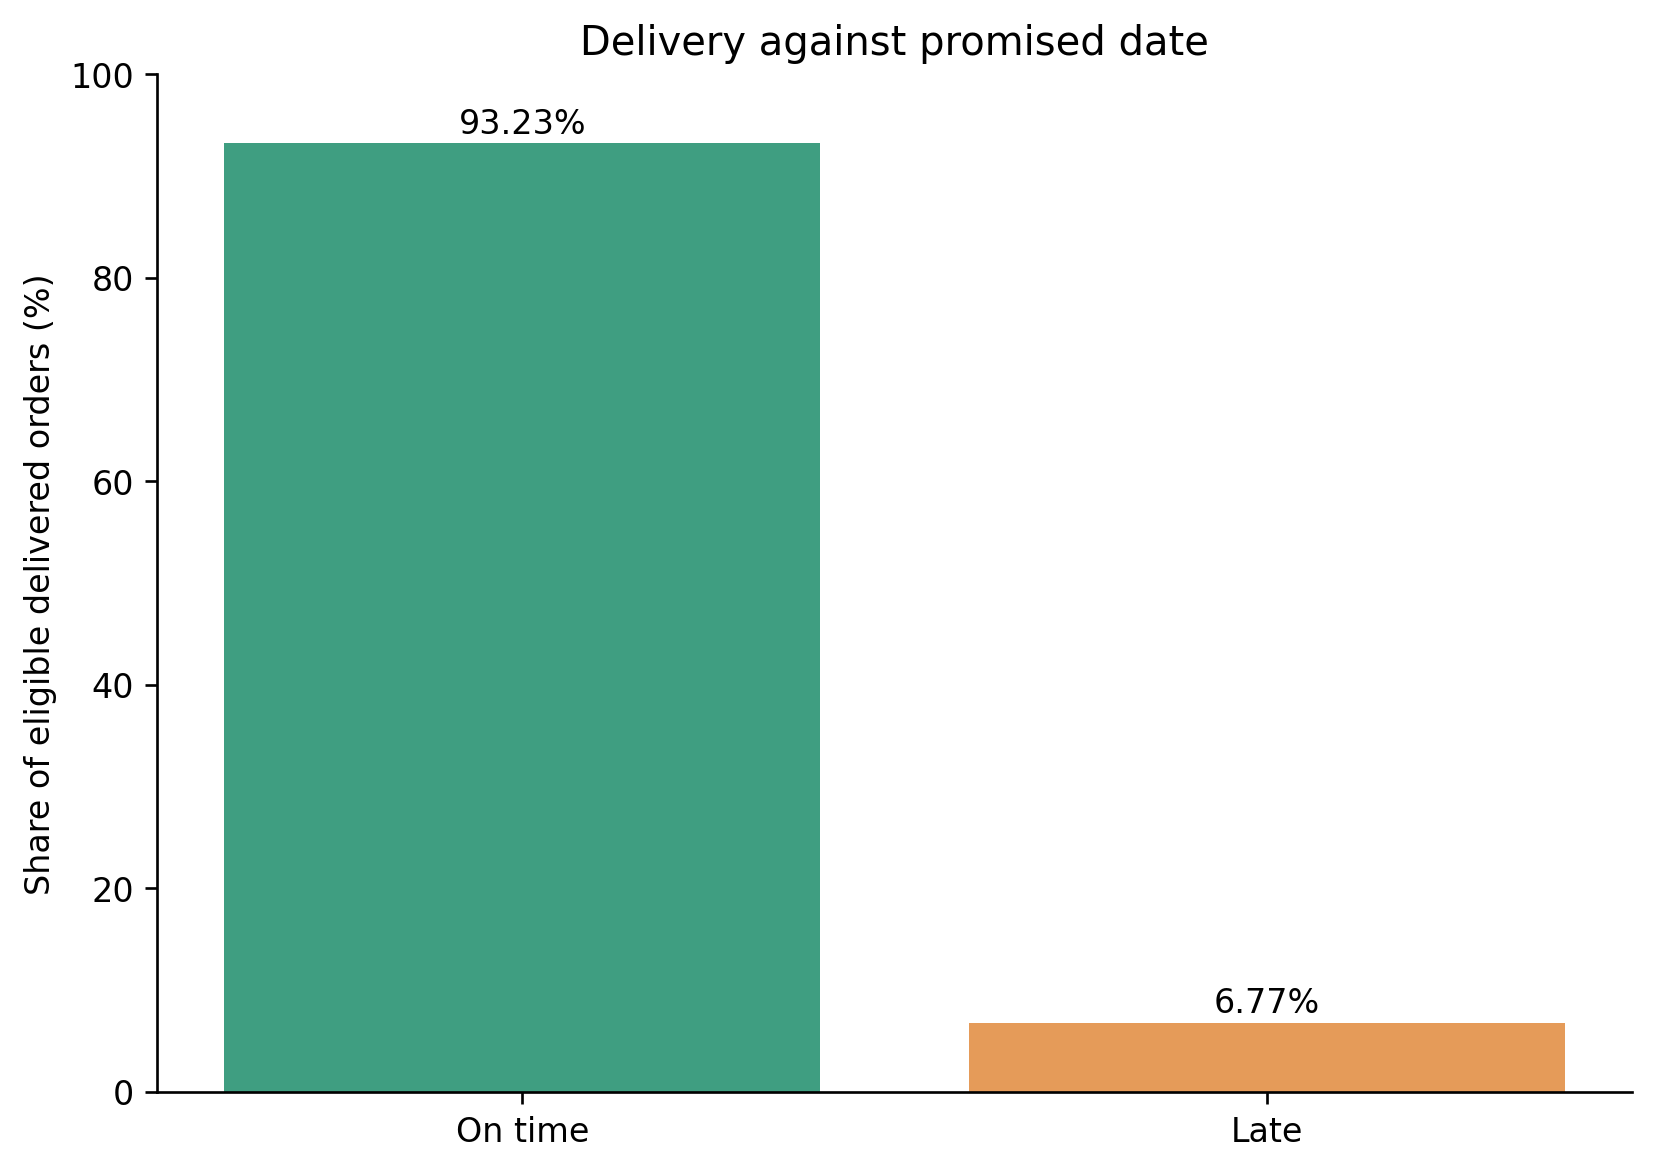 Delivery against promised date
Share of eligible delivered orders (%)
100
80
60
40
20
0
93.23%
6.77%
On time
Late